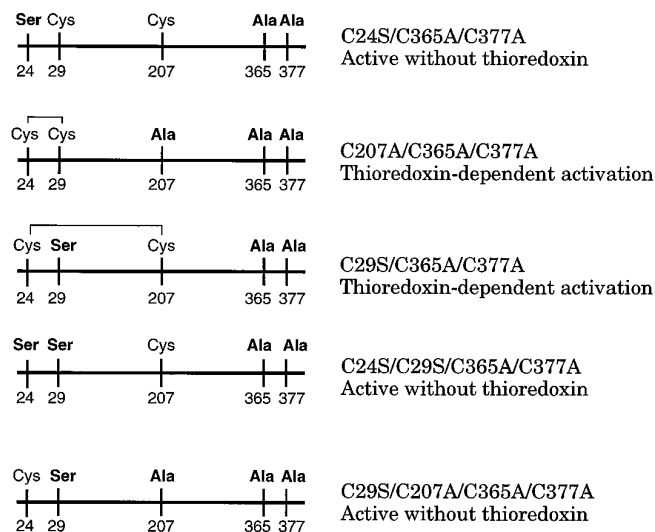 Ser Cys Cys Ala Ala
24 29 207 365 377
C24S/C365A/C377A
Active without thioredoxin
Cys Cys Ala Ala Ala
24 29 207 365 377
C207A/C365A/C377A
Thioredoxin-dependent activation
Cys Ser Cys Ala Ala
24 29 207 365 377
C29S/C365A/C377A
Thioredoxin-dependent activation
Ser Ser Cys Ala Ala
24 29 207 365 377
C24S/C29S/C365A/C377A
Active without thioredoxin
Cys Ser Ala Ala Ala
24 29 207 365 377
C29S/C207A/C365A/C377A
Active without thioredoxin